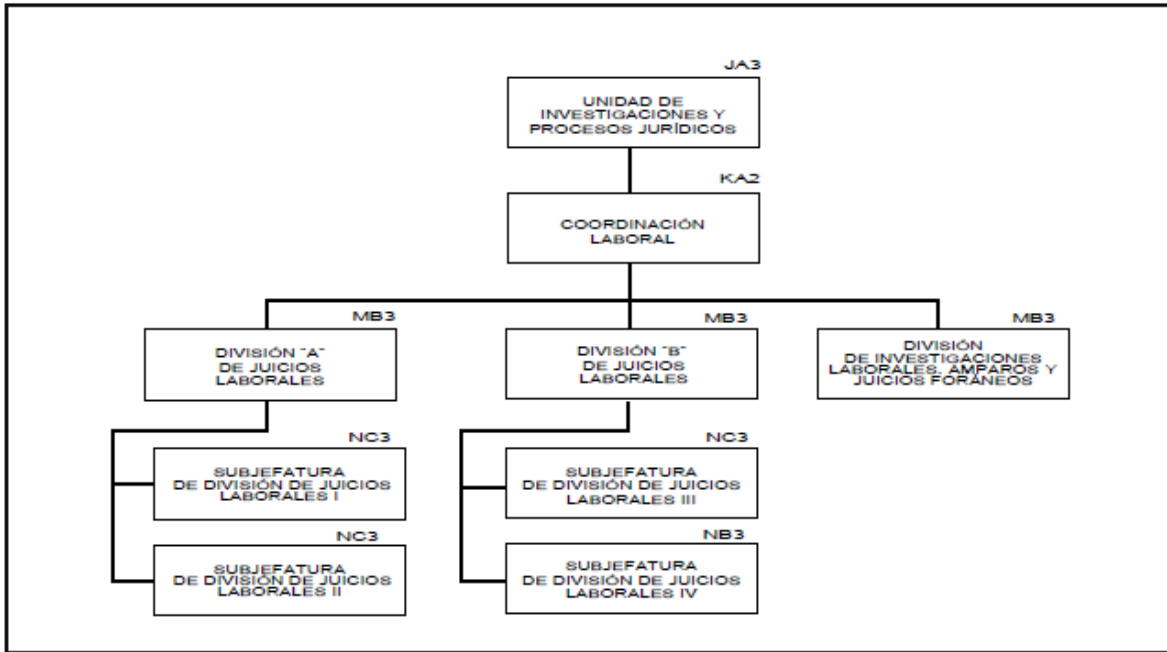 JA3
UNIDAD DE
INVESTIGACIONES Y
PROCESOS JURÍDICOS
KA2
COORDINACIÓN
LABORAL
MB3
DIVISIÓN "A"
DE JUICIOS
LABORALES
MB3
DIVISIÓN "B"
DE JUICIOS
LABORALES
MB3
DIVISIÓN
DE INVESTIGACIONES
LABORALES, AMPAROS Y
JUICIOS FORÁNEOS
NC3
SUBJEFATURA
DE DIVISIÓN DE JUICIOS
LABORALES I
NC3
SUBJEFATURA
DE DIVISIÓN DE JUICIOS
LABORALES II
NC3
SUBJEFATURA
DE DIVISIÓN DE JUICIOS
LABORALES III
NB3
SUBJEFATURA
DE DIVISIÓN DE JUICIOS
LABORALES IV